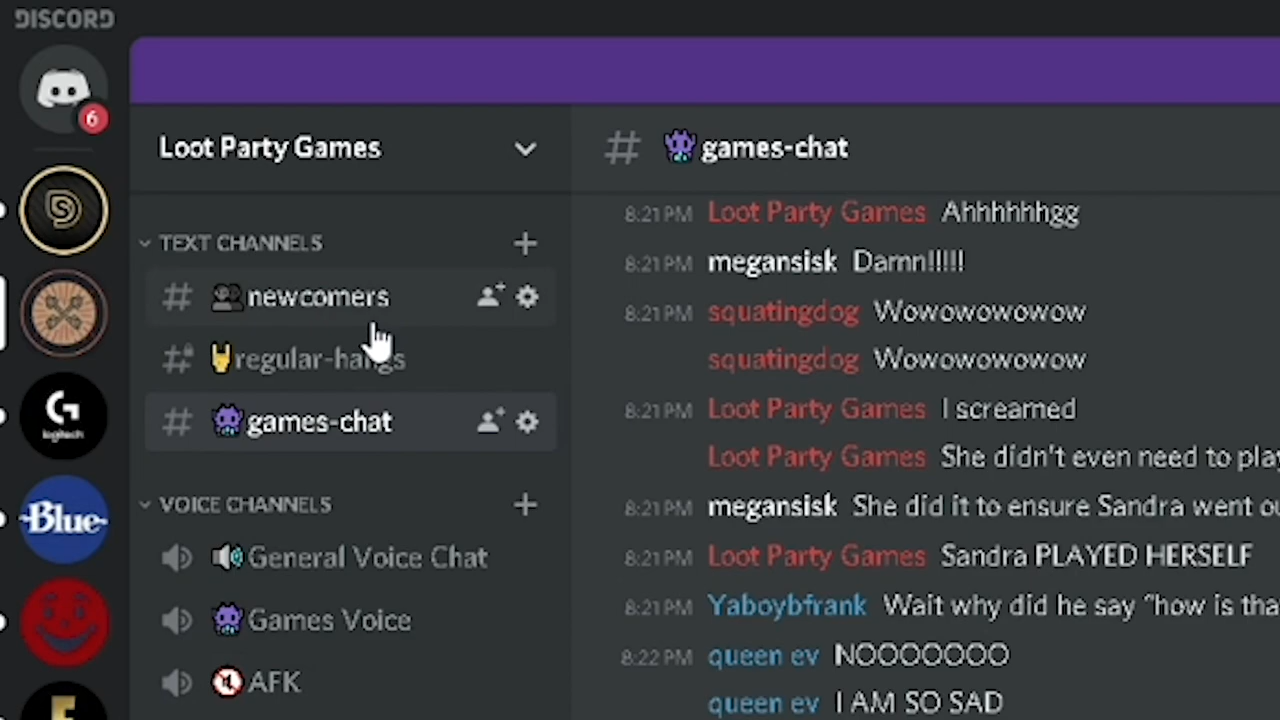 DISCORD
6
Loot Party Games
TEXT CHANNELS
newcomers
regular-hangs
games-chat
VOICE CHANNELS
General Voice Chat
Games Voice
AFK
logitech
Blue
# games-chat
8:21 PM Loot Party Games Ahhhhhhgg
8:21 PM megansisk Damn!!!!!
8:21 PM squatingdog Wowowowowow
squatingdog Wowowowowow
8:21 PM Loot Party Games I screamed
Loot Party Games She didn't even need to play
8:21 PM megansisk She did it to ensure Sandra went
8:21 PM Loot Party Games Sandra PLAYED HERSELF
8:21 PM Yaboybfrank Wait why did he say "how is
8:22 PM queen ev NOOOOOOO
queen ev I AM SO SAD